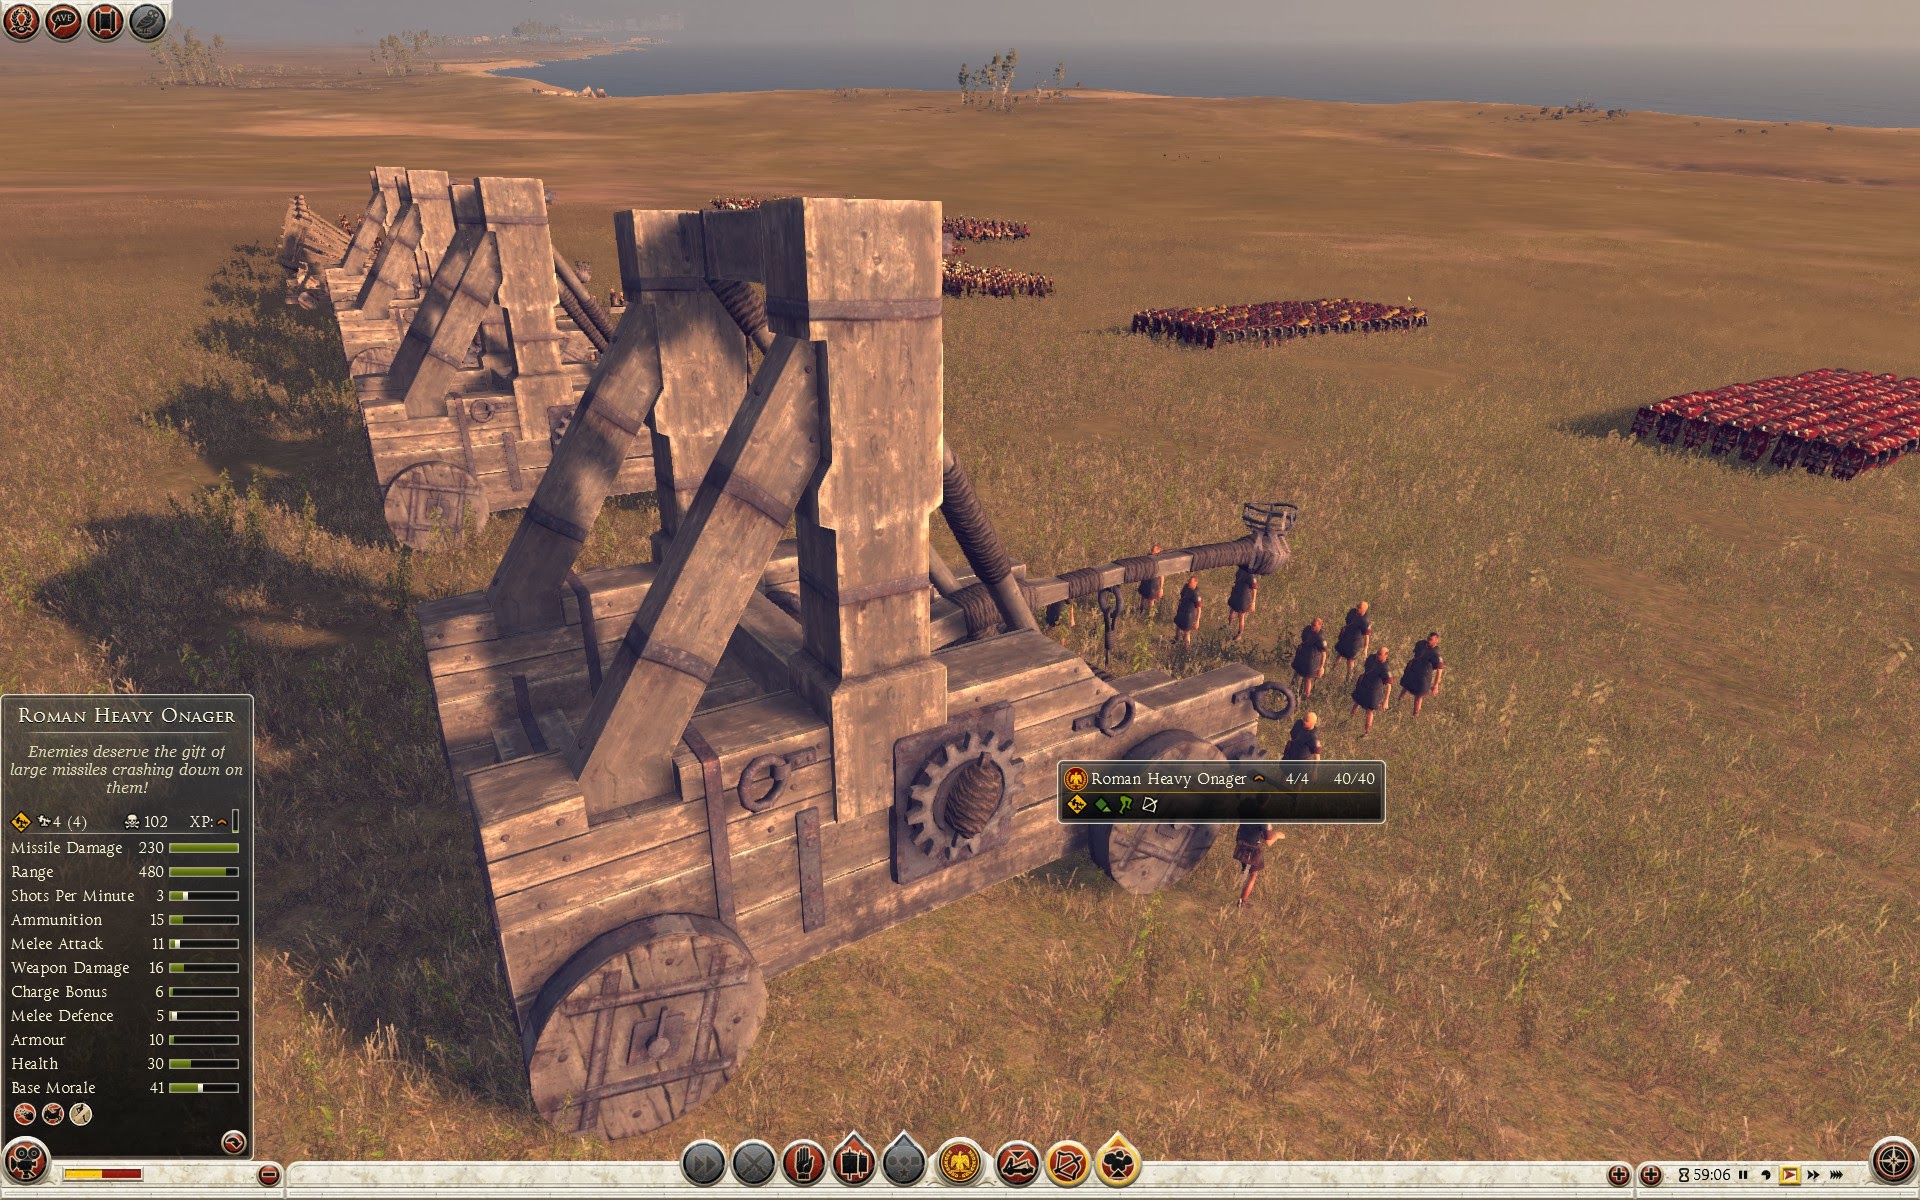 AVE
Roman Heavy Onager
Enemies deserve the gift of
large missiles crashing down on
them!
4 (4) 102 XP:
Missile Damage 230
Range 480
Shots Per Minute 3
Ammunition 15
Melee Attack 11
Weapon Damage 16
Charge Bonus 6
Melee Defence 5
Armour 10
Health 30
Base Morale 41
Roman Heavy Onager 4/4 40/40
59:06